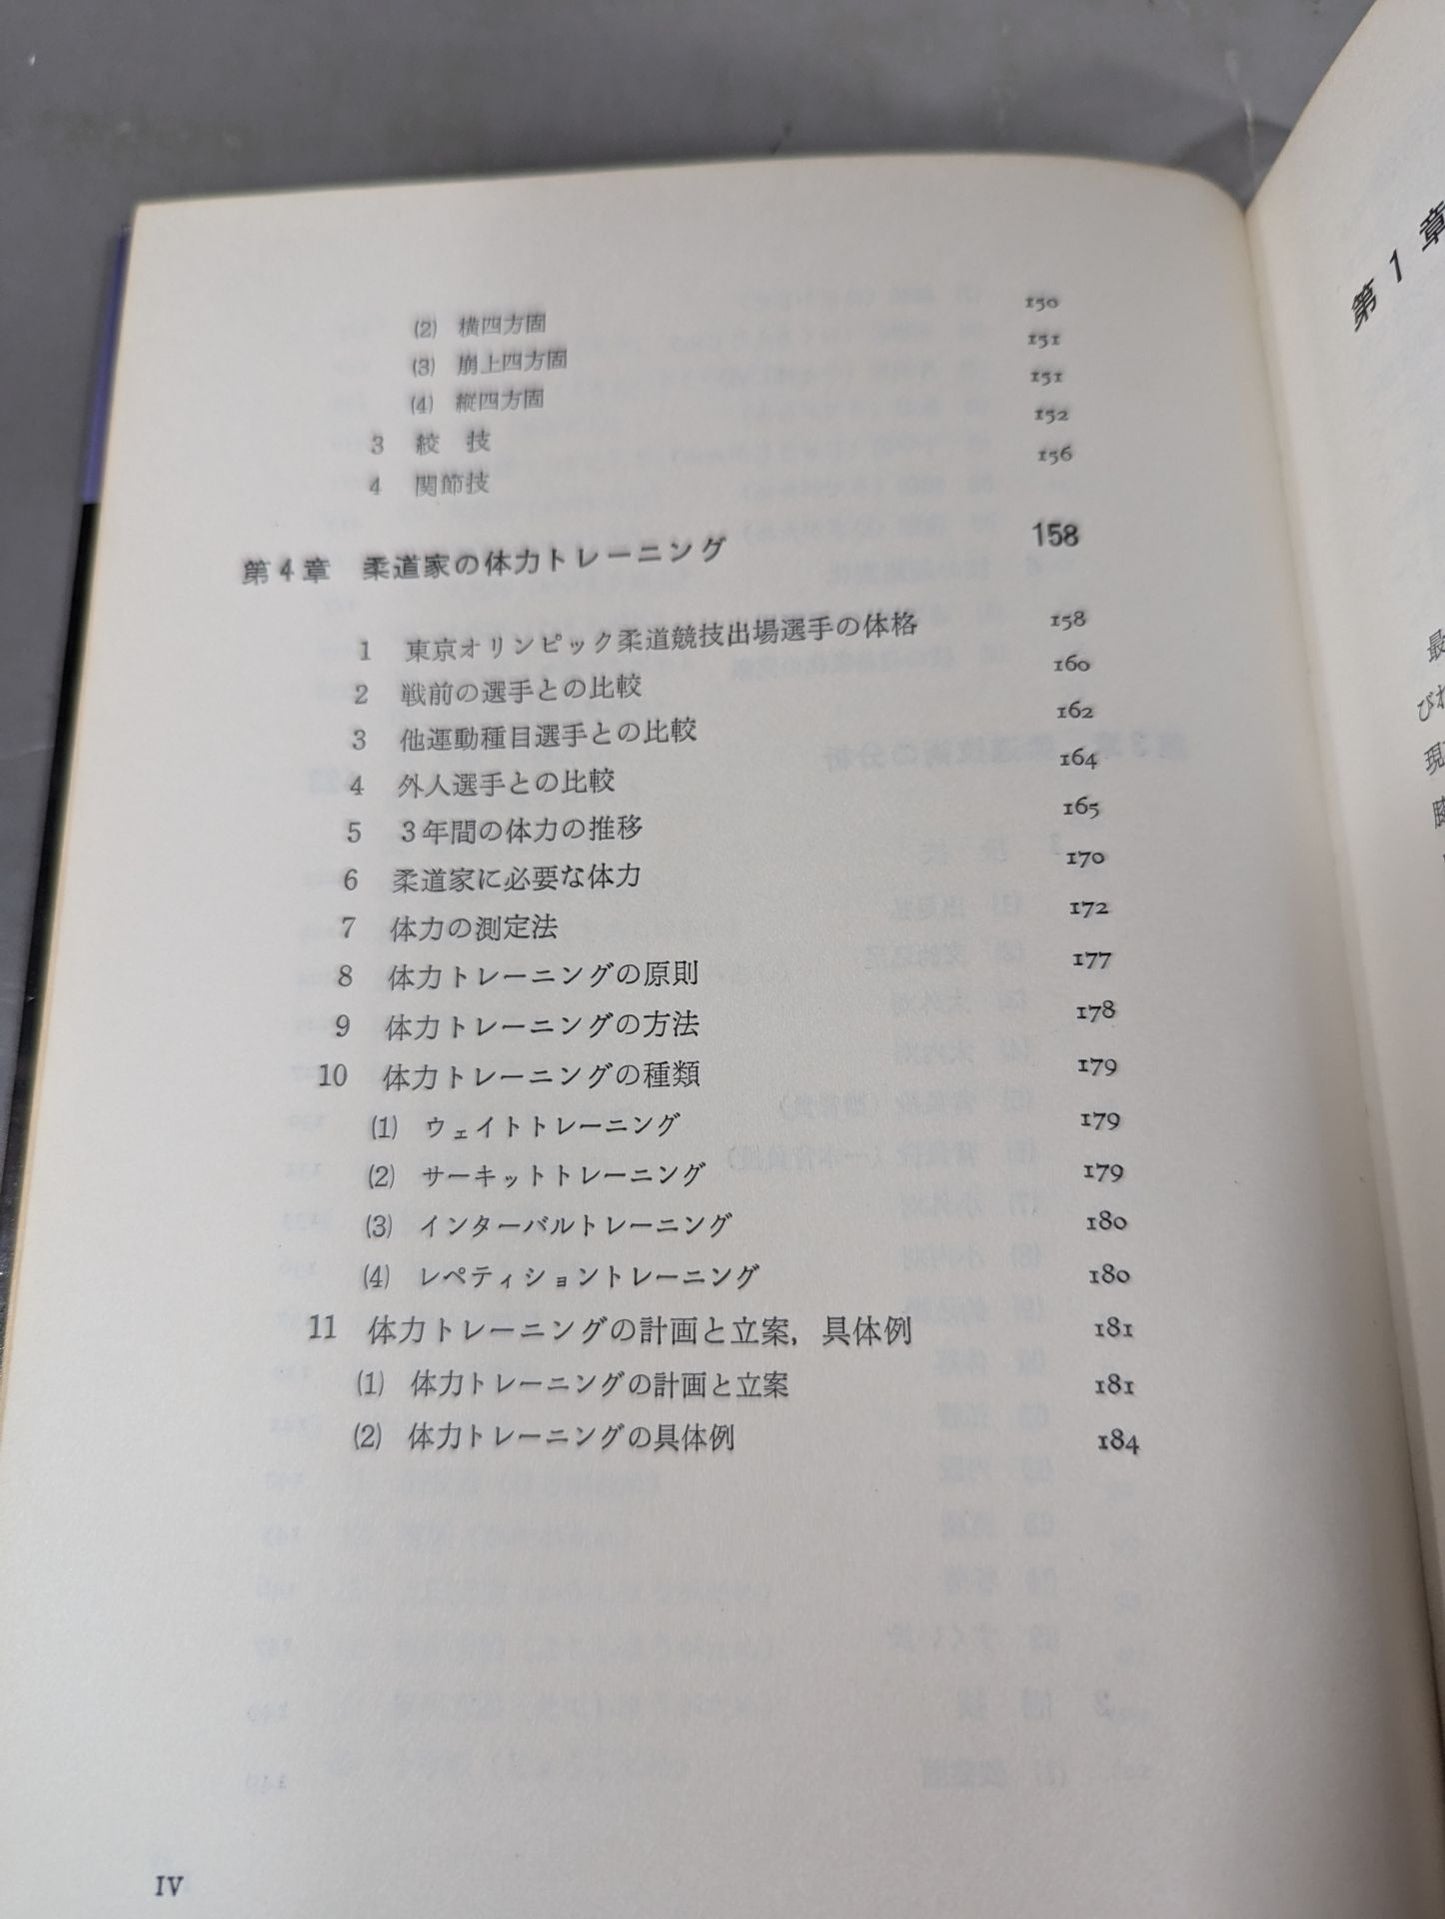 (2) 横四方固 150
(3) 崩上四方固 151
(4) 縦四方固 151
3 絞 技 152
4 関節技 156
第4章 柔道家の体力トレーニング 158
1 東京オリンピック柔道競技出場選手の体格 158
2 戦前の選手との比較 160
3 他運動種目選手との比較 162
4 外人選手との比較 164
5 3年間の体力の推移 165
6 柔道家に必要な体力 170
7 体力の測定法 172
8 体力トレーニングの原則 177
9 体力トレーニングの方法 178
10 体力トレーニングの種類 179
(1) ウェイトトレーニング 179
(2) サーキットトレーニング 179
(3) インターバルトレーニング 180
(4) レペティショントレーニング 180
11 体力トレーニングの計画と立案，具体例 181
(1) 体力トレーニングの計画と立案 181
(2) 体力トレーニングの具体例 184
IV
第1章
最
び
現